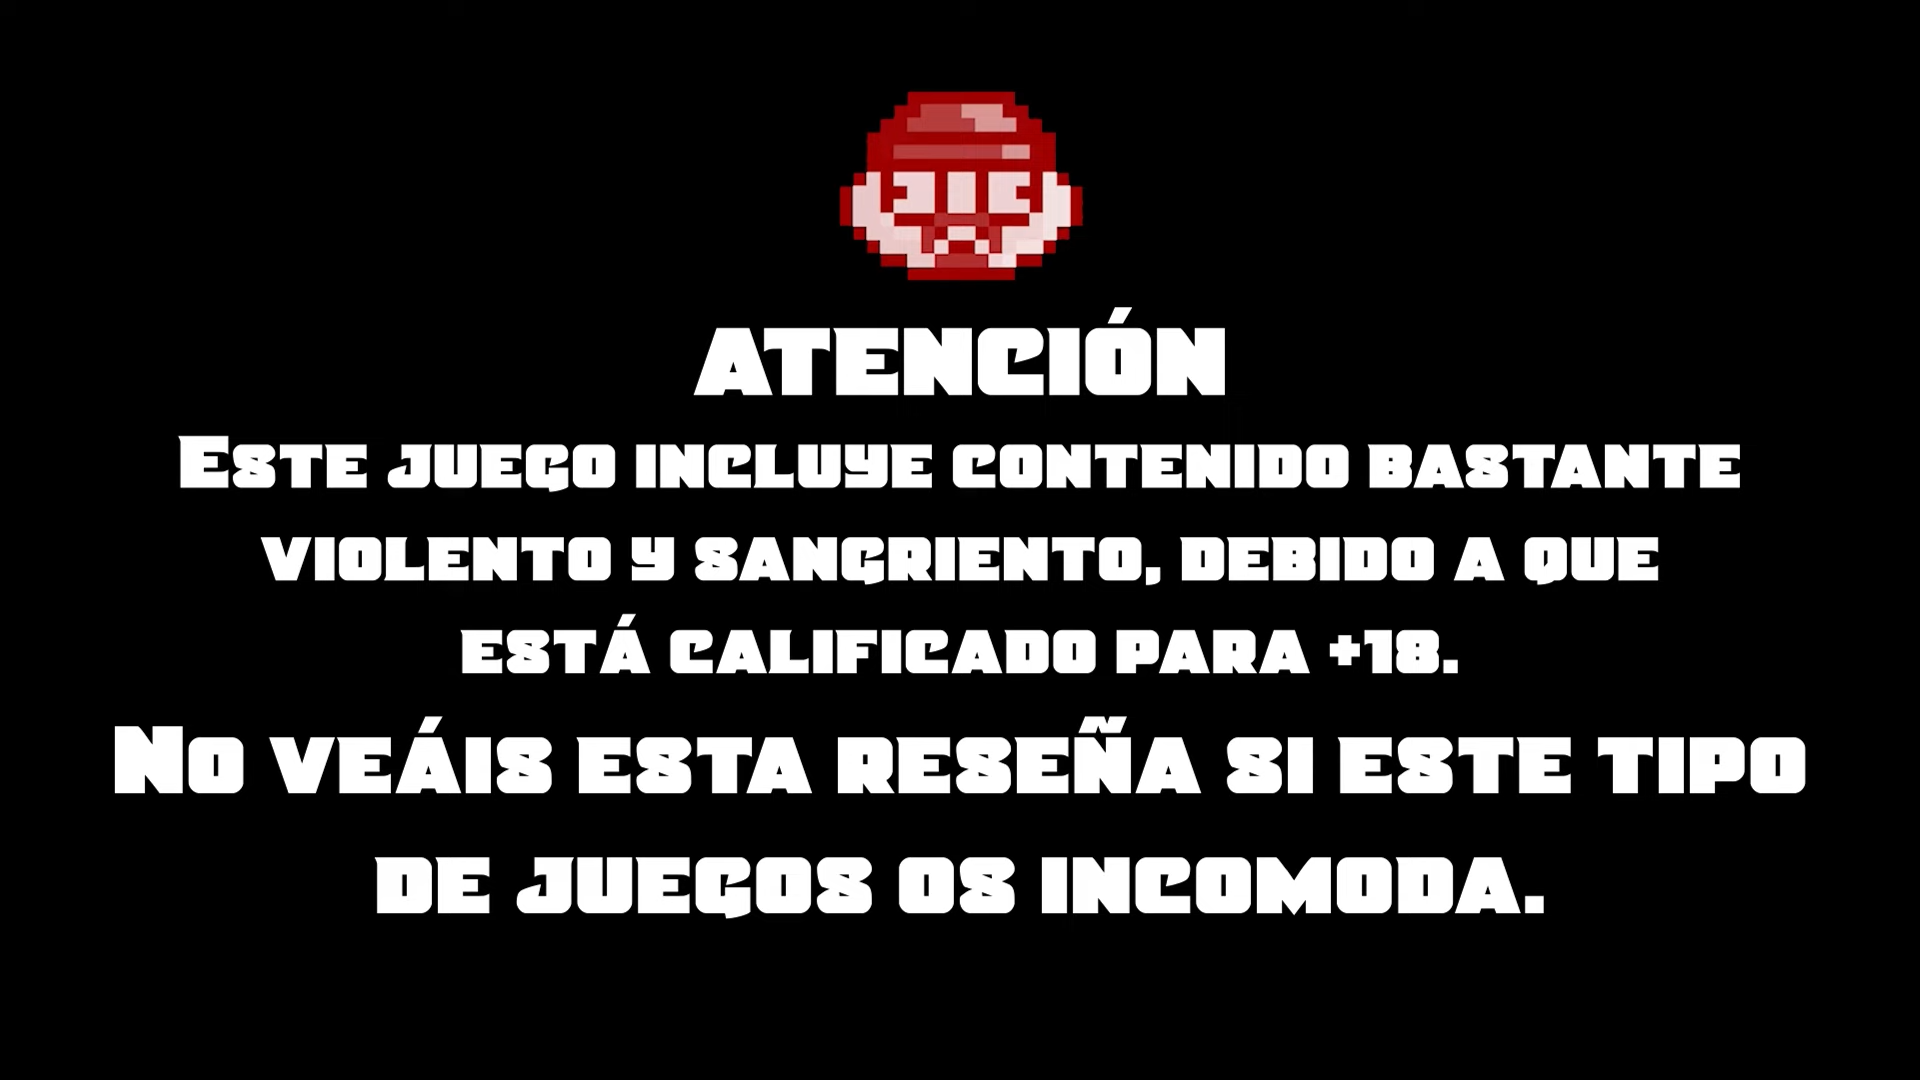 ATENCIÓN
ESTE JUEGO INCLUYE CONTENIDO BASTANTE
VIOLENTO Y SANGRIENTO, DEBIDO A QUE
ESTÁ CALIFICADO PARA +18.
NO VEÁIS ESTA RESEÑA SI ESTE TIPO
DE JUEGOS OS INCOMODA.